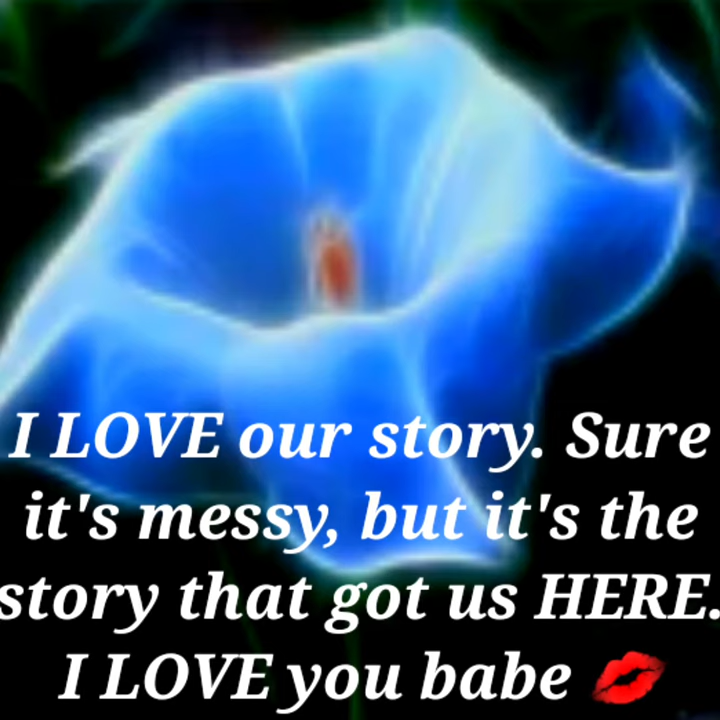 I LOVE our story. Sure
it's messy, but it's the
story that got us HERE.
I LOVE you babe 💋